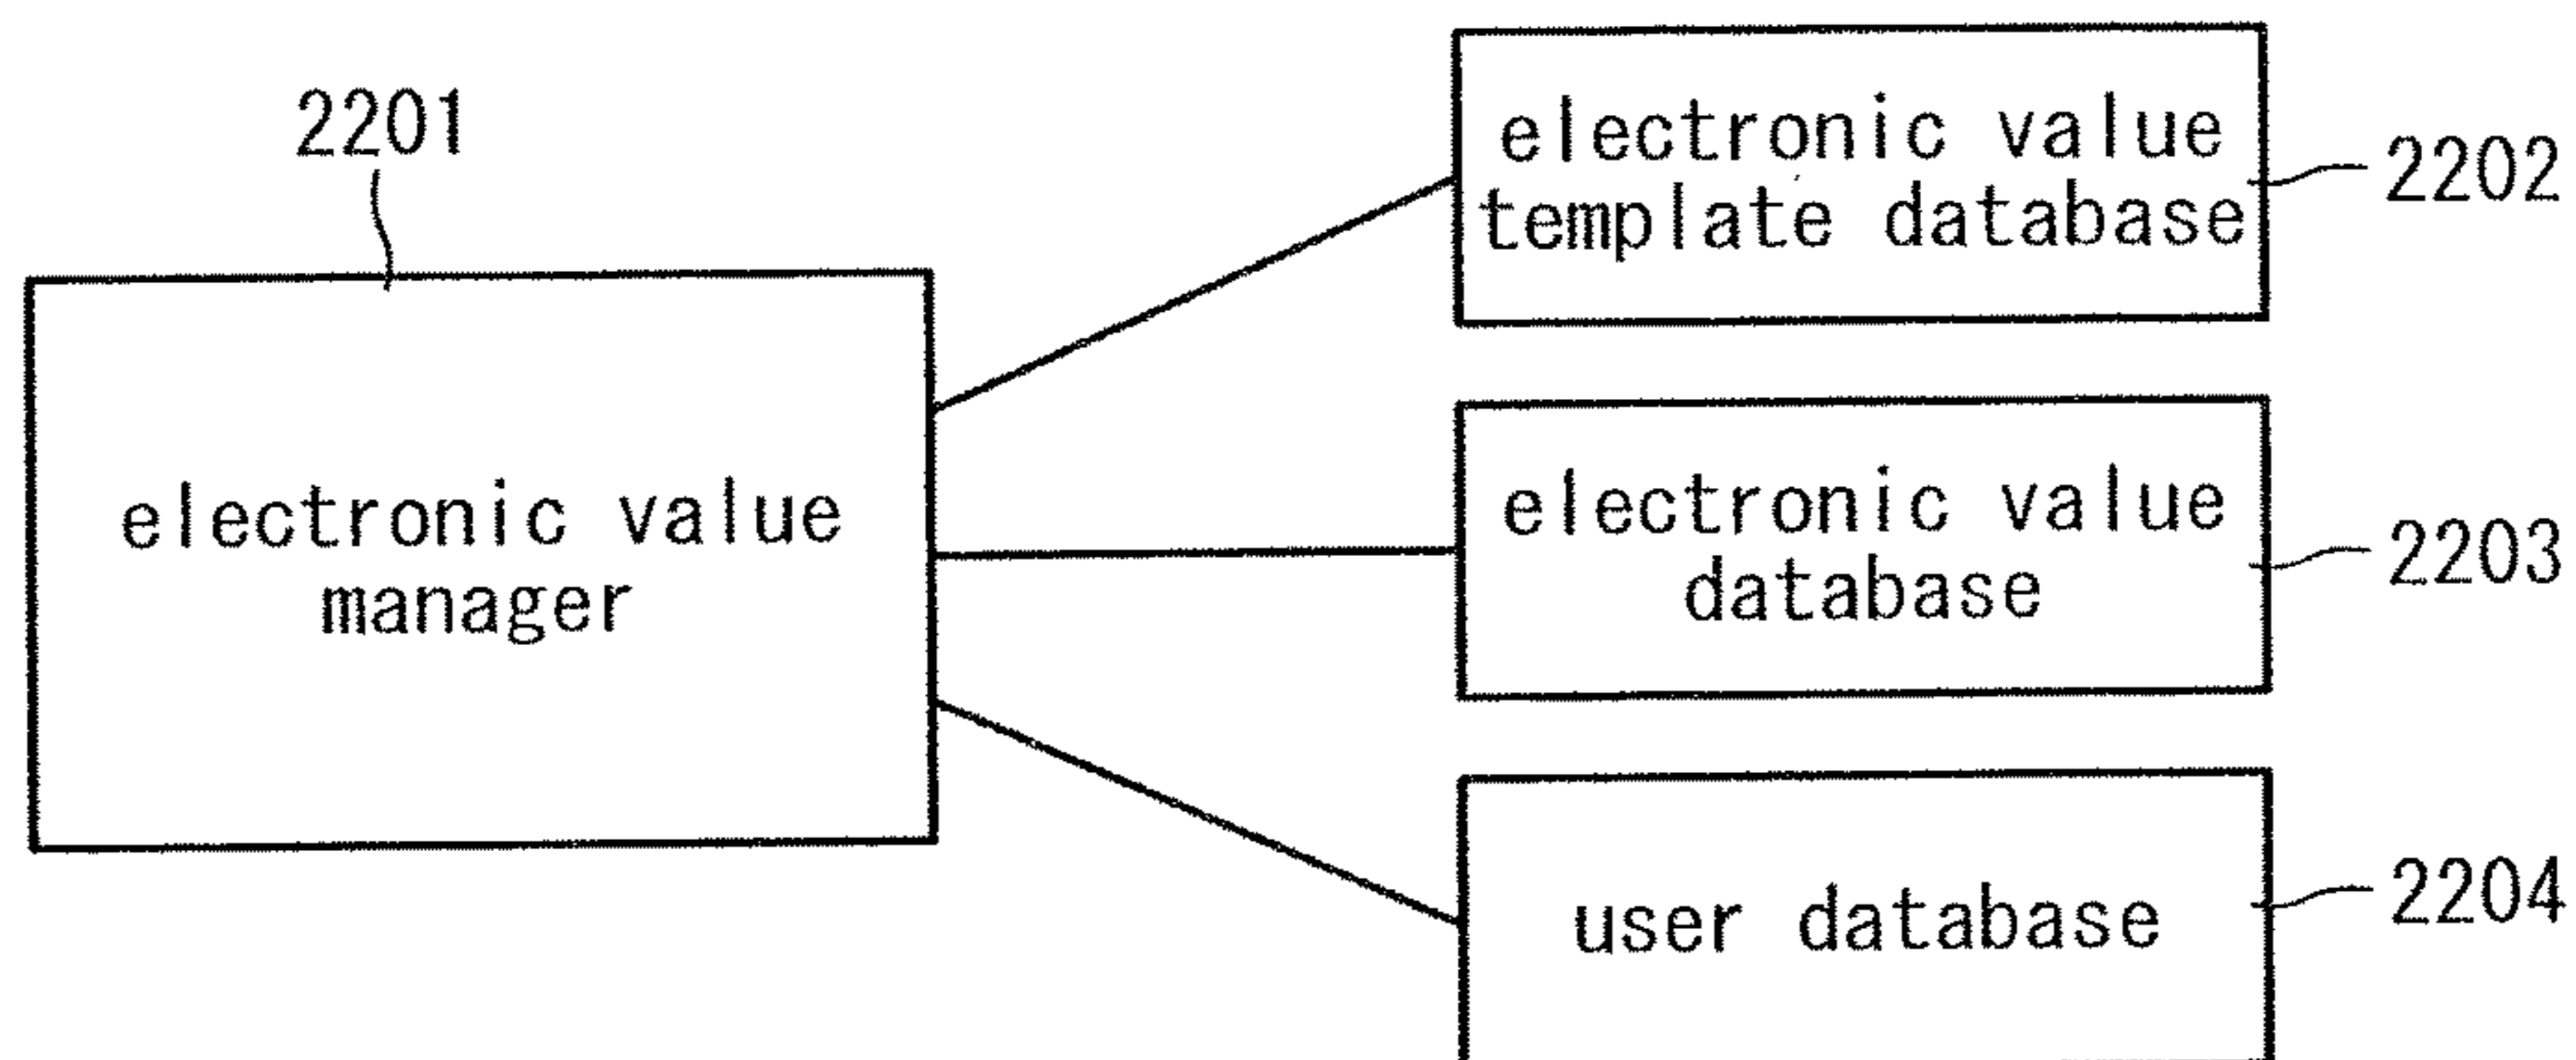 2201
electronic value
manager
electronic value
template database
2202
electronic value
database
2203
user database
2204